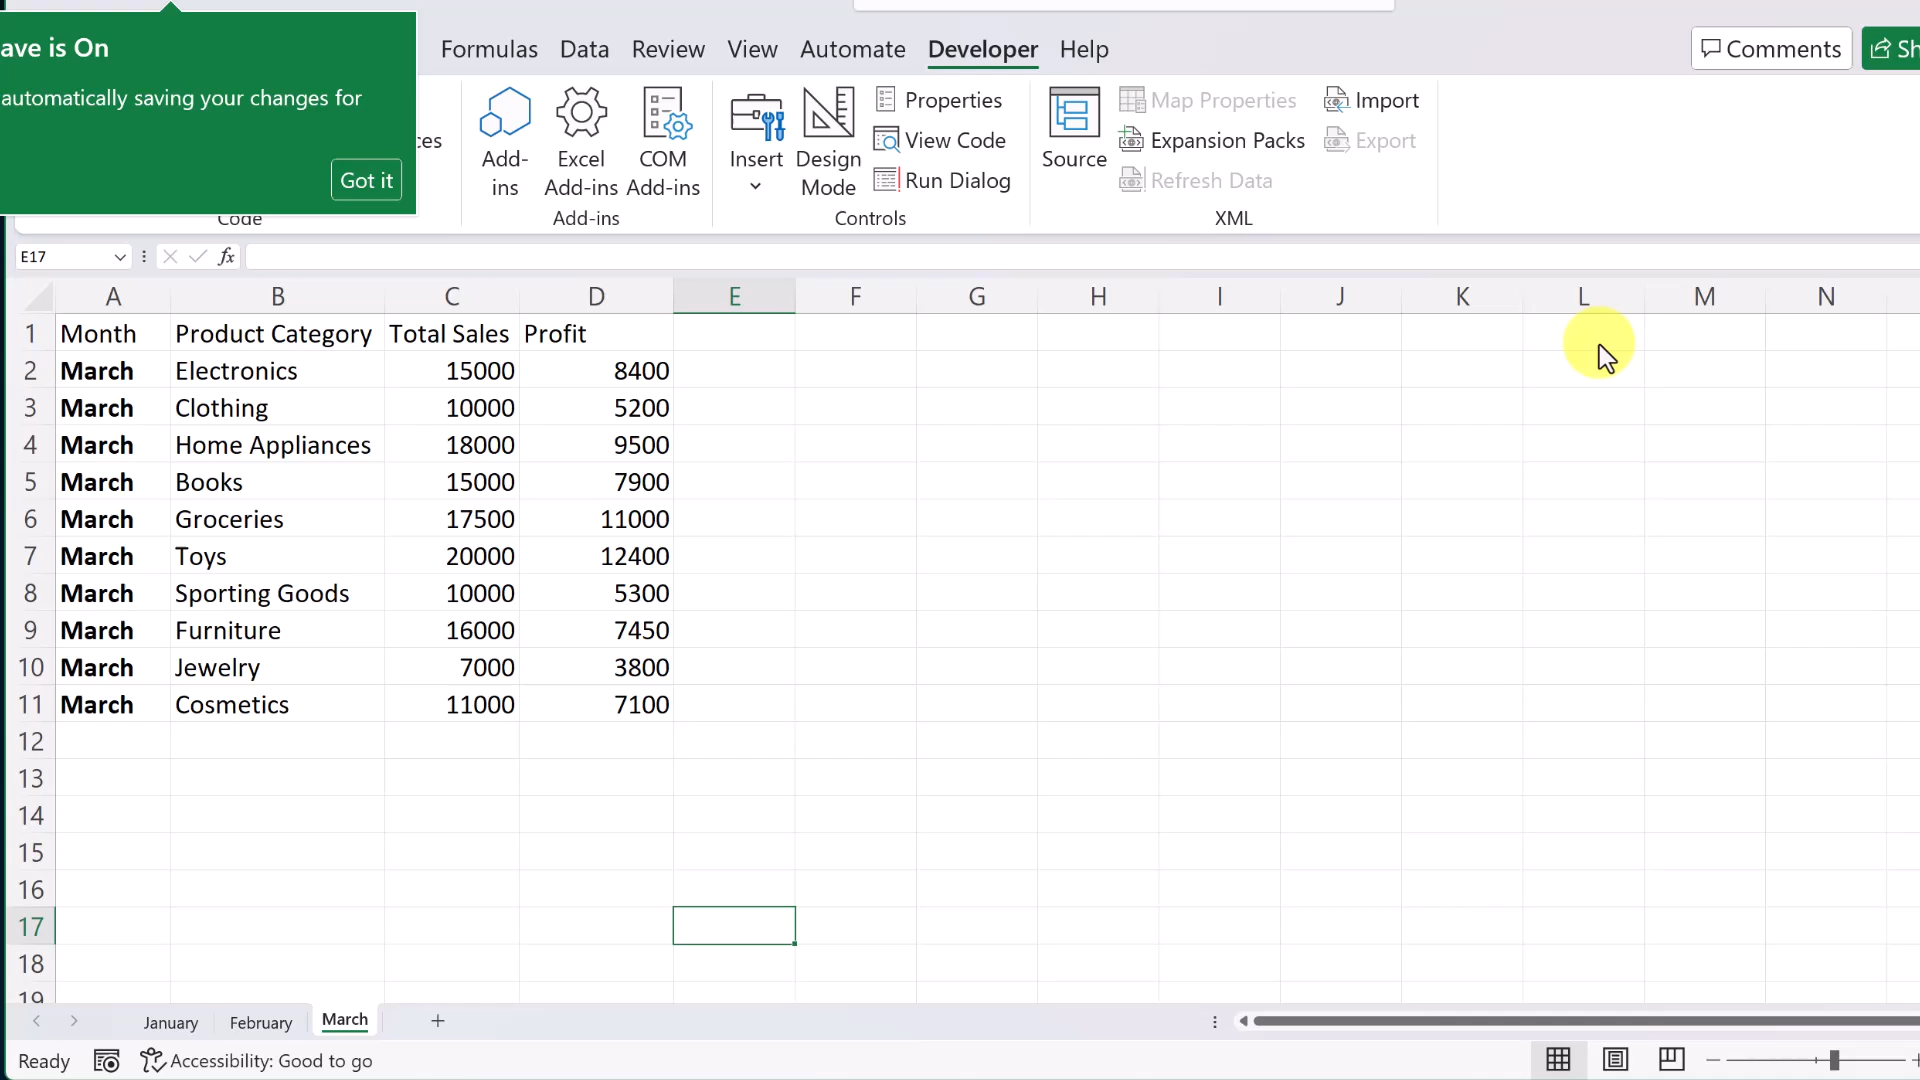 ave is On
automatically saving your changes for
Got it
Formulas Data Review View Automate Developer Help
Comments
Add-ins
Excel Add-ins
COM Add-ins
Insert
Design Mode
Properties
View Code
Run Dialog
Source
Map Properties
Expansion Packs
Refresh Data
Import
Export
Code
Add-ins
Controls
XML
E17
fx
A B C D E F G H I J K L M N
1 Month Product Category Total Sales Profit
2 March Electronics 15000 8400
3 March Clothing 10000 5200
4 March Home Appliances 18000 9500
5 March Books 15000 7900
6 March Groceries 17500 11000
7 March Toys 20000 12400
8 March Sporting Goods 10000 5300
9 March Furniture 16000 7450
10 March Jewelry 7000 3800
11 March Cosmetics 11000 7100
12
13
14
15
16
17
18
19
January February March
Ready
Accessibility: Good to go